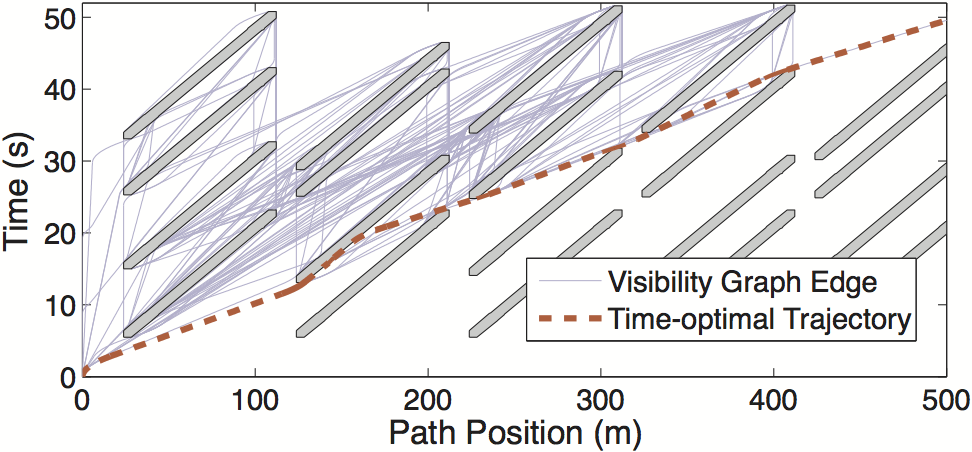 50
40
30
20
10
0
Time (s)
Visibility Graph Edge
Time-optimal Trajectory
0 100 200 300 400 500
Path Position (m)